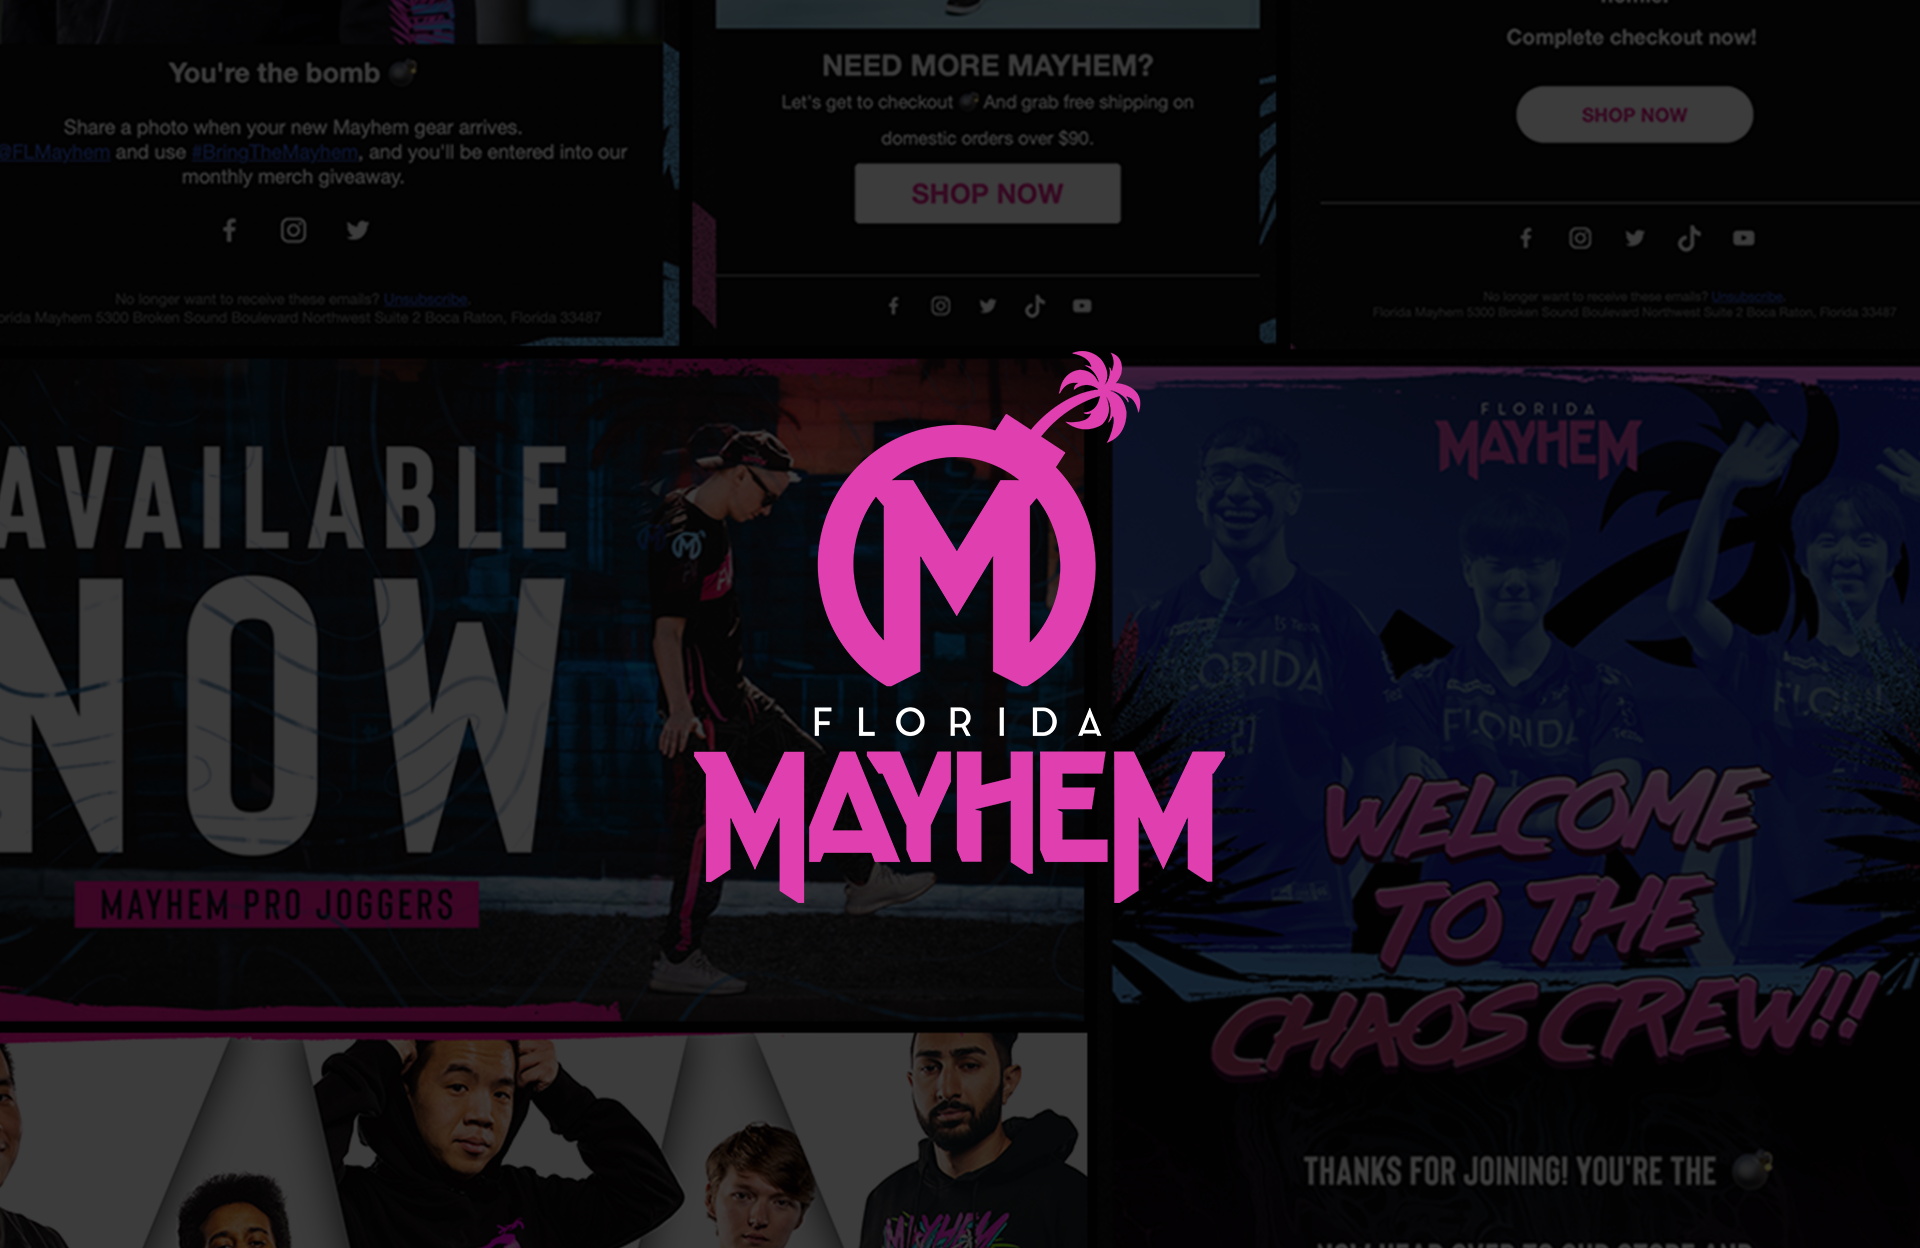 You're the bomb 💣
Share a photo when your new Mayhem gear arrives.
@FLMayhem and use #BringTheMayhem, and you'll be entered into our
monthly merch giveaway.
No longer want to receive these emails? Unsubscribe.
orida Mayhem 5300 Broken Sound Boulevard Northwest Suite 2 Boca Raton, Florida 33487
NEED MORE MAYHEM?
Let's get to checkout 💣 And grab free shipping on
domestic orders over $90.
SHOP NOW
Complete checkout now!
SHOP NOW
No longer want to receive these emails? Unsubscribe.
Florida Mayhem 5300 Broken Sound Boulevard Northwest Suite 2 Boca Raton, Florida 33487
AVAILABLE
NOW
MAYHEM PRO JOGGERS
M
FLORIDA
MAYHEM
FLORIDA
MAYHEM
FLORIDA
FLORIDA
WELCOME
TO THE
CHAOS CREW!!
THANKS FOR JOINING! YOU'RE THE 💣
MAYHEM